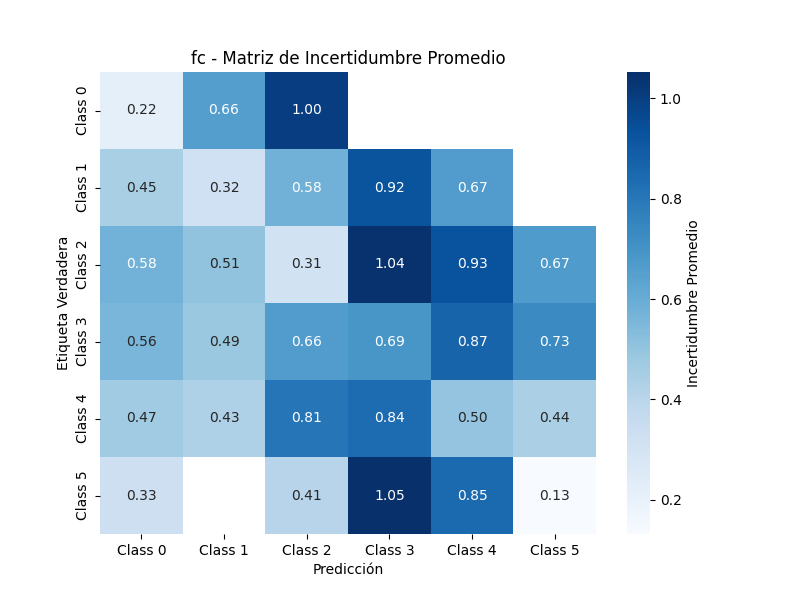 fc - Matriz de Incertidumbre Promedio
Class 0 0.22 0.66 1.00
Class 1 0.45 0.32 0.58 0.92 0.67
Class 2 0.58 0.51 0.31 1.04 0.93 0.67
Class 3 0.56 0.49 0.66 0.69 0.87 0.73
Class 4 0.47 0.43 0.81 0.84 0.50 0.44
Class 5 0.33 0.41 1.05 0.85 0.13
Class 0 Class 1 Class 2 Class 3 Class 4 Class 5
Predicción
Etiqueta Verdadera
1.0
0.8
0.6
0.4
0.2
Incertidumbre Promedio